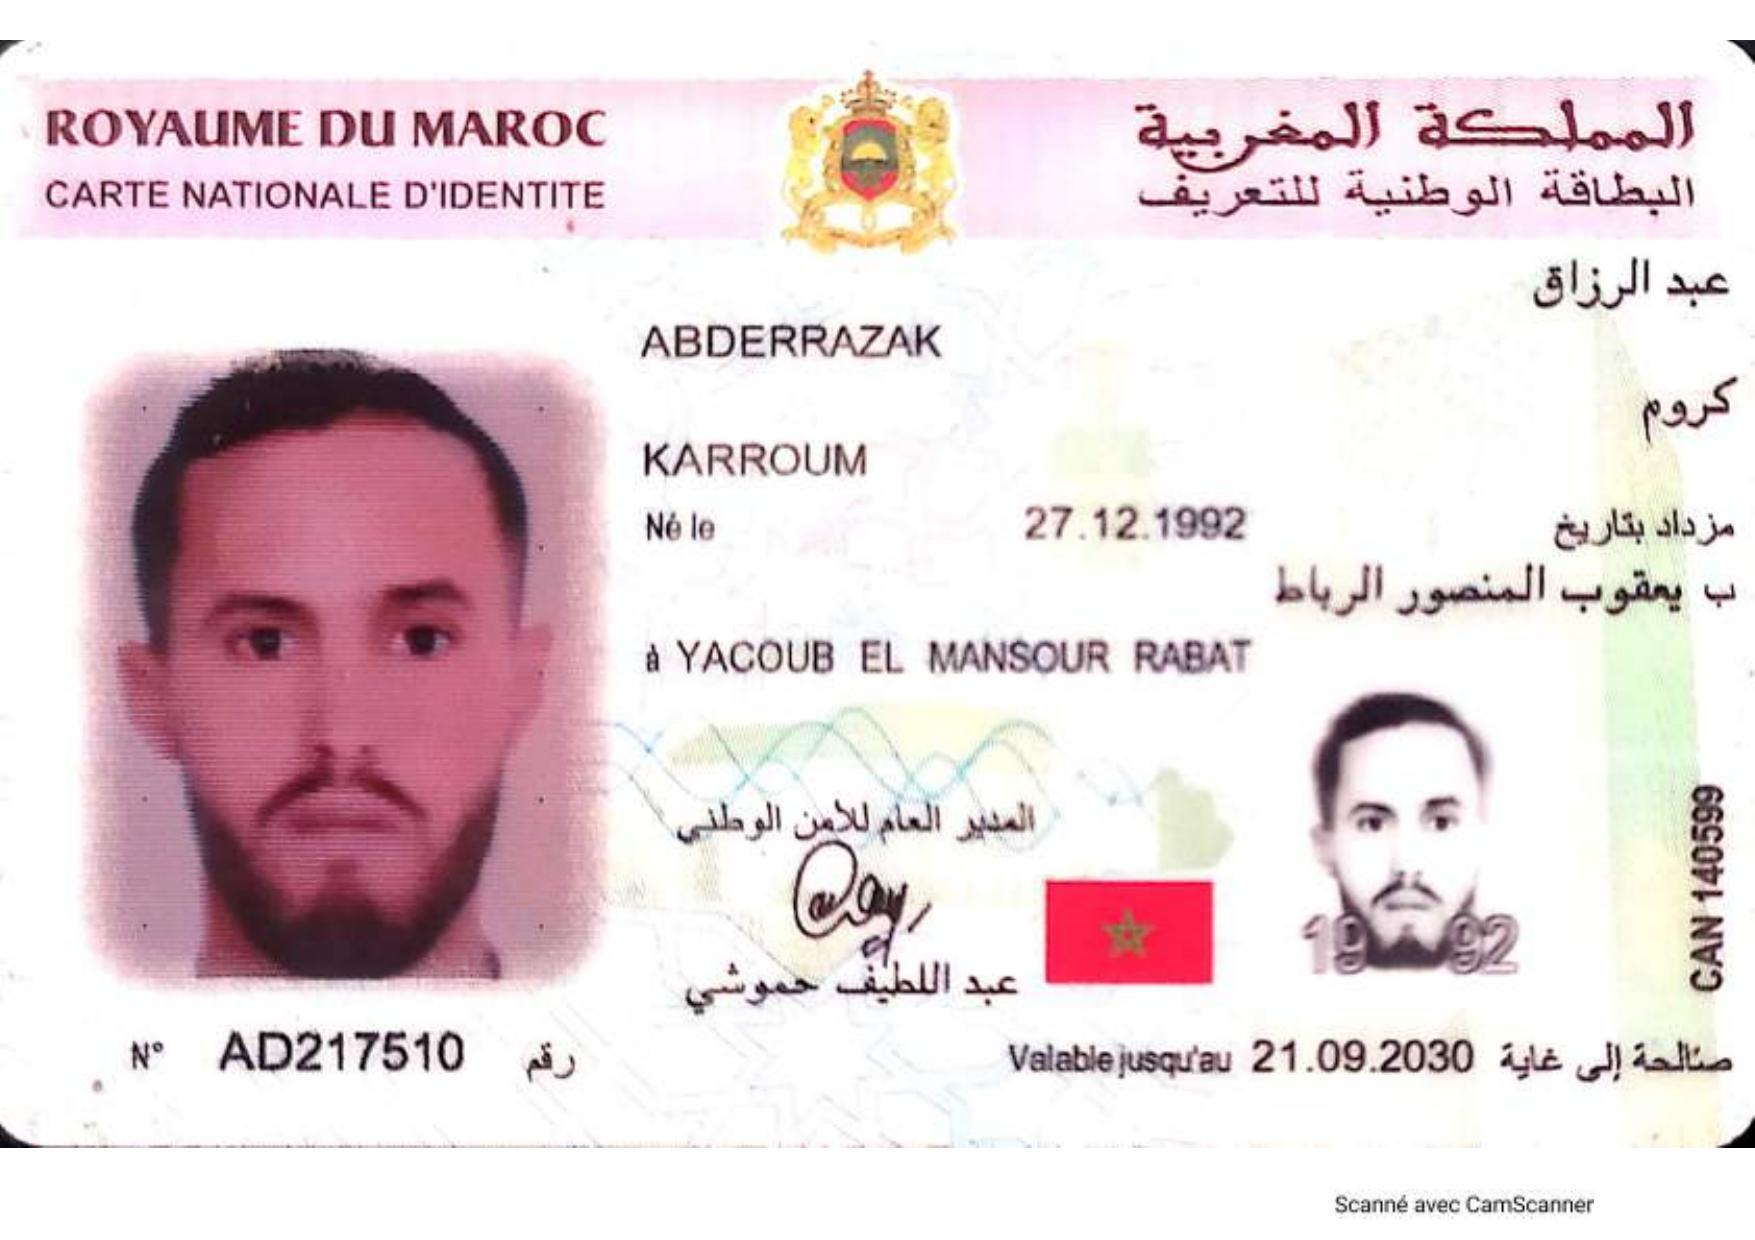 ROYAUME DU MAROC
المملكة المغربية
CARTE NATIONALE D'IDENTITE
البطاقة الوطنية للتعريف
عبد الرزاق
ABDERRAZAK
كروم
KARROUM
Né le 27.12.1992 مزداد بتاريخ
ب يعقوب المنصور الرباط
à YACOUB EL MANSOUR RABAT
المدير العام للأمن الوطني
عبد اللطيف حموشي
1992
CAN 140599
N° AD217510 رقم
Valable jusqu'au 21.09.2030 صالحة إلى غاية
Scanné avec CamScanner